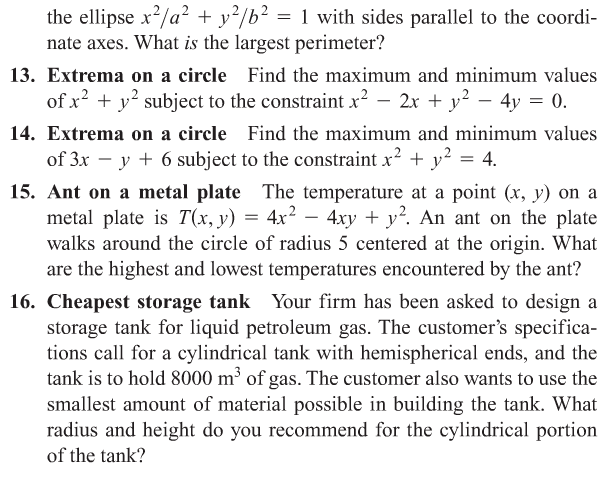 the ellipse x²/a² + y²/b² = 1 with sides parallel to the coordi-
nate axes. What is the largest perimeter?
13. Extrema on a circle Find the maximum and minimum values
of x² + y² subject to the constraint x² − 2x + y² − 4y = 0.
14. Extrema on a circle Find the maximum and minimum values
of 3x − y + 6 subject to the constraint x² + y² = 4.
15. Ant on a metal plate The temperature at a point (x, y) on a
metal plate is T(x, y) = 4x² − 4xy + y². An ant on the plate
walks around the circle of radius 5 centered at the origin. What
are the highest and lowest temperatures encountered by the ant?
16. Cheapest storage tank Your firm has been asked to design a
storage tank for liquid petroleum gas. The customer's specifica-
tions call for a cylindrical tank with hemispherical ends, and the
tank is to hold 8000 m³ of gas. The customer also wants to use the
smallest amount of material possible in building the tank. What
radius and height do you recommend for the cylindrical portion
of the tank?